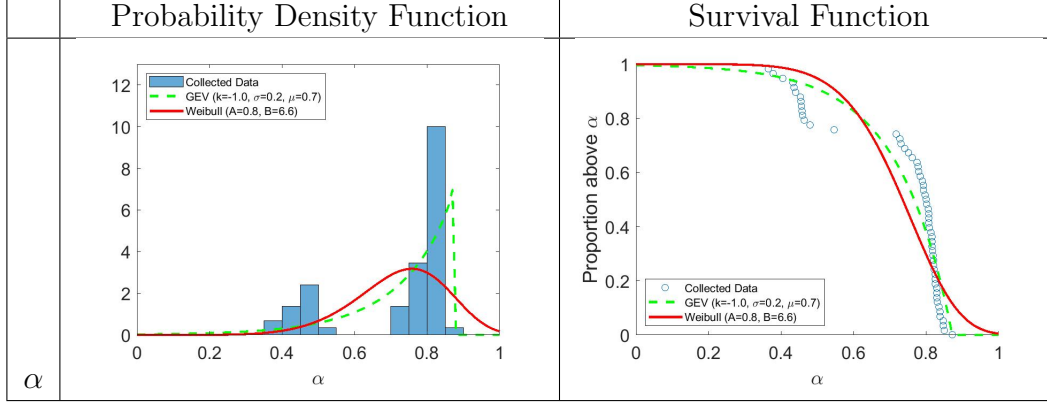 Probability Density Function
Survival Function
α
12
10
8
6
4
2
0
Collected Data
GEV (k=-1.0, σ=0.2, μ=0.7)
Weibull (A=0.8, B=6.6)
0 0.2 0.4 0.6 0.8 1
α
Proportion above α
1
0.8
0.6
0.4
0.2
0
Collected Data
GEV (k=-1.0, σ=0.2, μ=0.7)
Weibull (A=0.8, B=6.6)
0 0.2 0.4 0.6 0.8 1
α